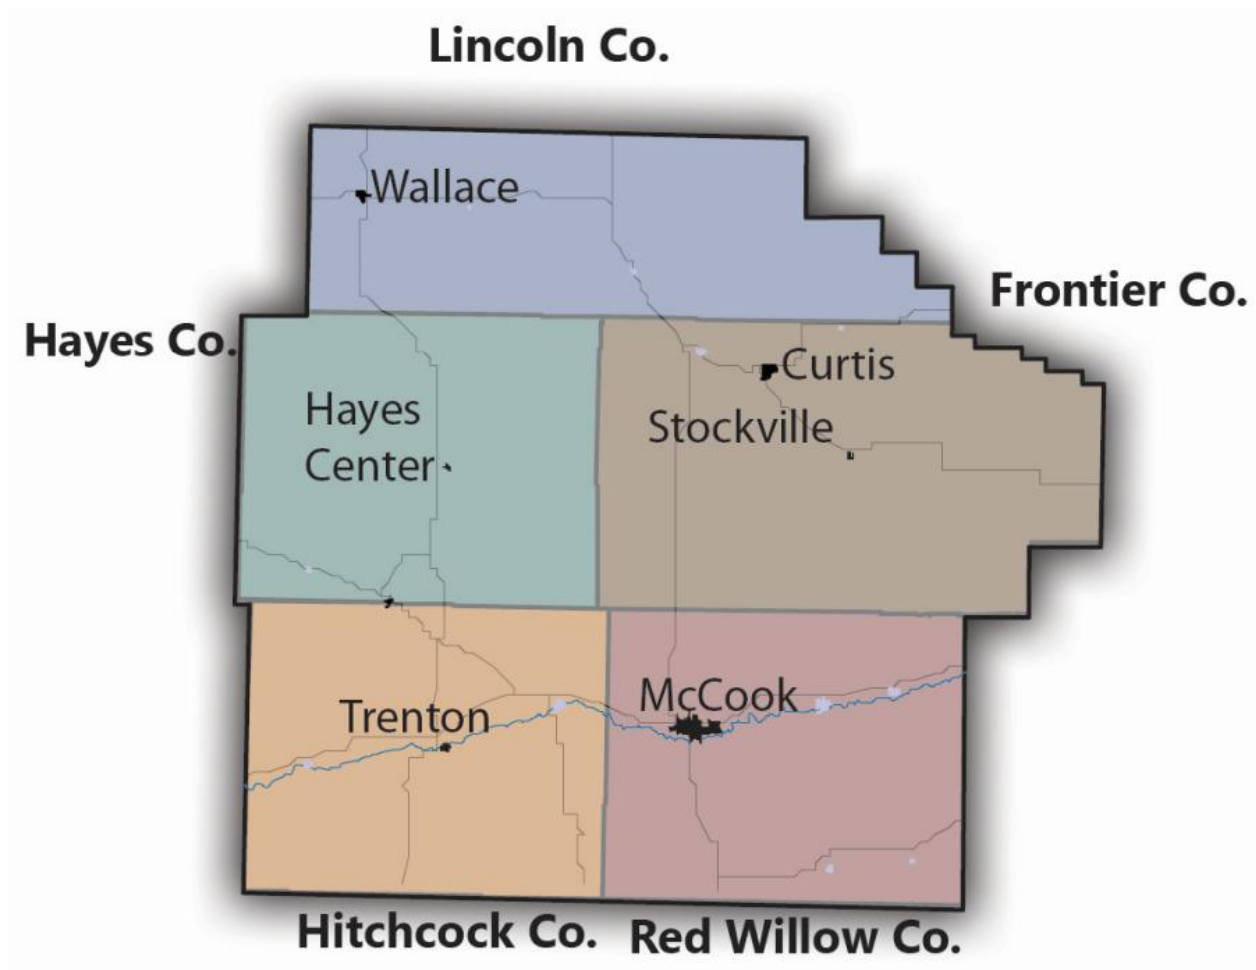 Lincoln Co.
Wallace
Frontier Co.
Hayes Co.
Curtis
Hayes
Center
Stockville
McCook
Trenton
Hitchcock Co.
Red Willow Co.